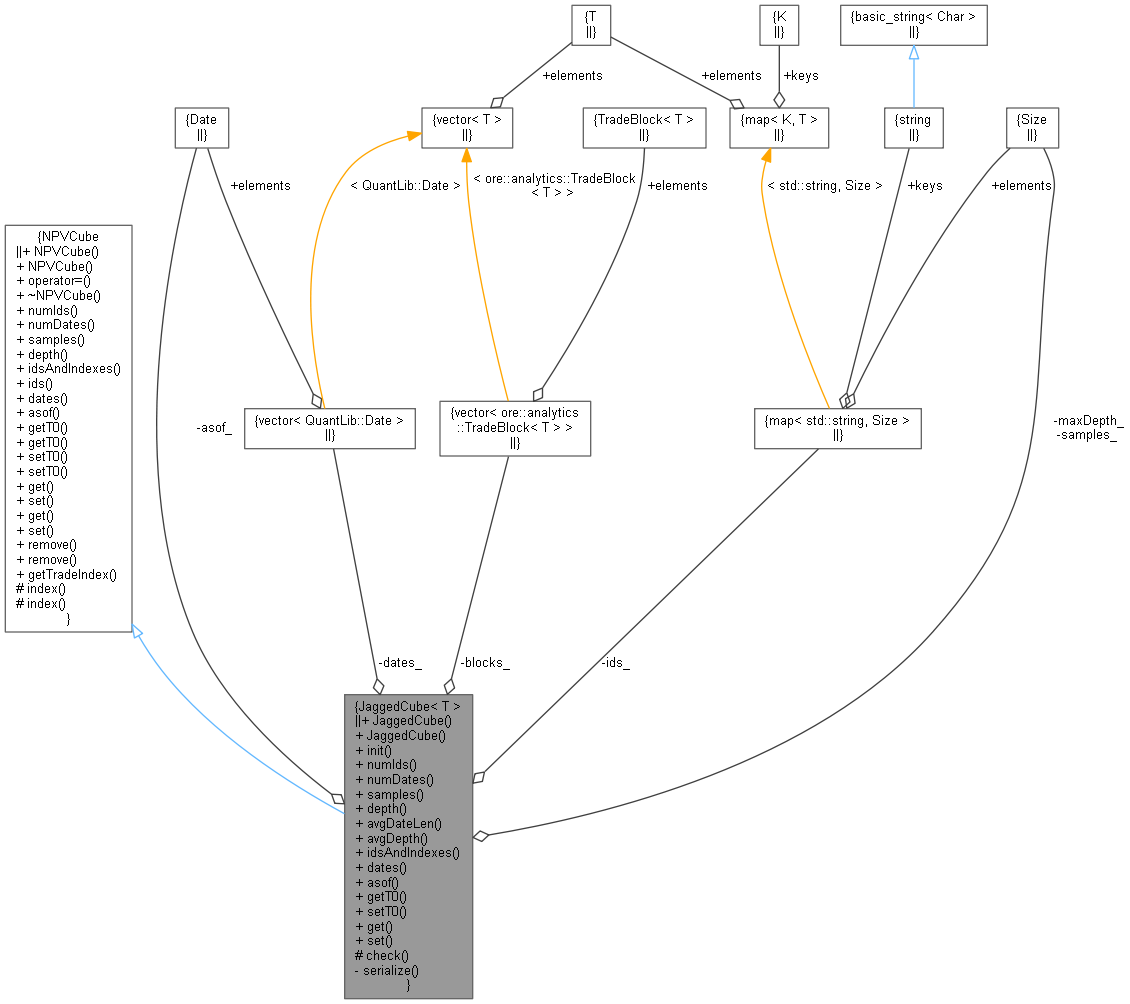 {T
||}
{K
||}
{basic_string< Char >
||}
+elements
+elements
+keys
{Date
||}
{vector< T >
||}
{TradeBlock< T >
||}
{map< K, T >
||}
{string
||}
{Size
||}
+elements
< QuantLib::Date >
< ore::analytics::TradeBlock
< T > >
+elements
< std::string, Size >
+keys
+elements
{NPVCube
||+ NPVCube()
+ NPVCube()
+ operator=()
+ ~NPVCube()
+ numIds()
+ numDates()
+ samples()
+ depth()
+ idsAndIndexes()
+ ids()
+ dates()
+ asof()
+ getT0()
+ getT0()
+ setT0()
+ setT0()
+ get()
+ set()
+ get()
+ set()
+ remove()
+ remove()
+ getTradeIndex()
# index()
# index()
}
-asof_
{vector< QuantLib::Date >
||}
{vector< ore::analytics
::TradeBlock< T > >
||}
{map< std::string, Size >
||}
-maxDepth_
-samples_
-dates_
-blocks_
-ids_
{JaggedCube< T >
||+ JaggedCube()
+ JaggedCube()
+ init()
+ numIds()
+ numDates()
+ samples()
+ depth()
+ avgDateLen()
+ avgDepth()
+ idsAndIndexes()
+ dates()
+ asof()
+ getT0()
+ setT0()
+ get()
+ set()
# check()
- serialize()
}